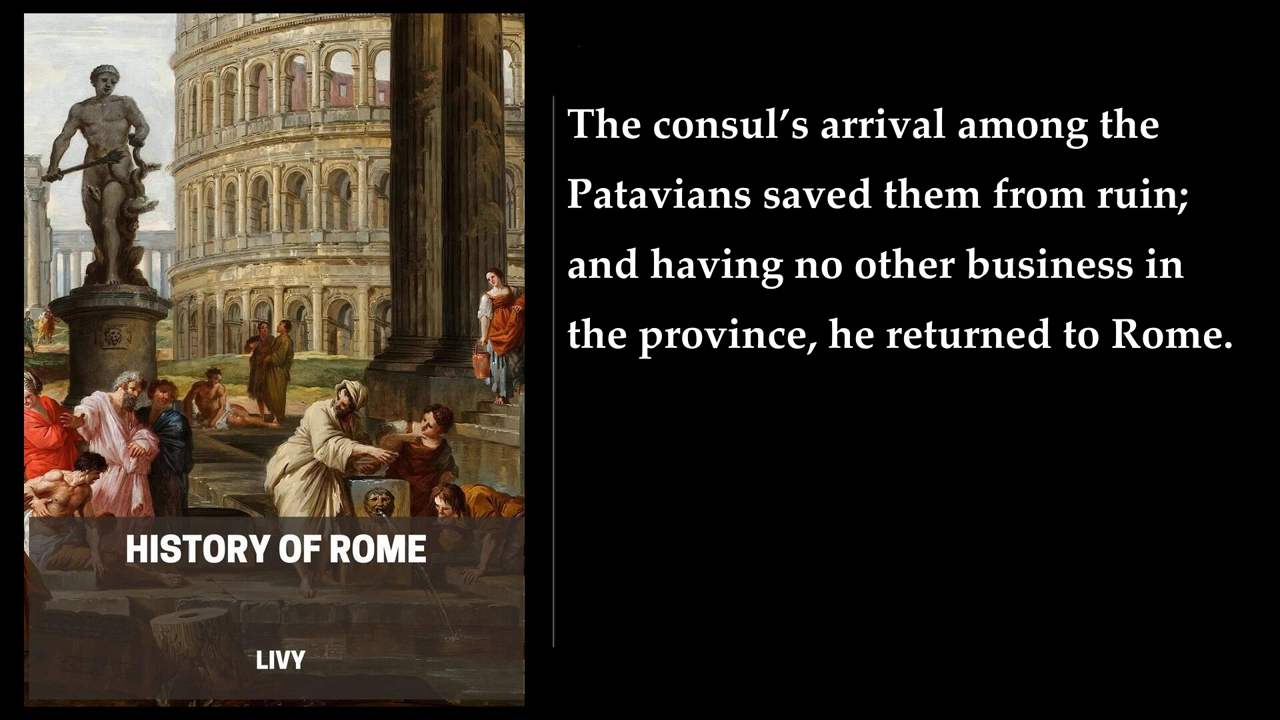 HISTORY OF ROME
LIVY
The consul’s arrival among the
Patavians saved them from ruin;
and having no other business in
the province, he returned to Rome.